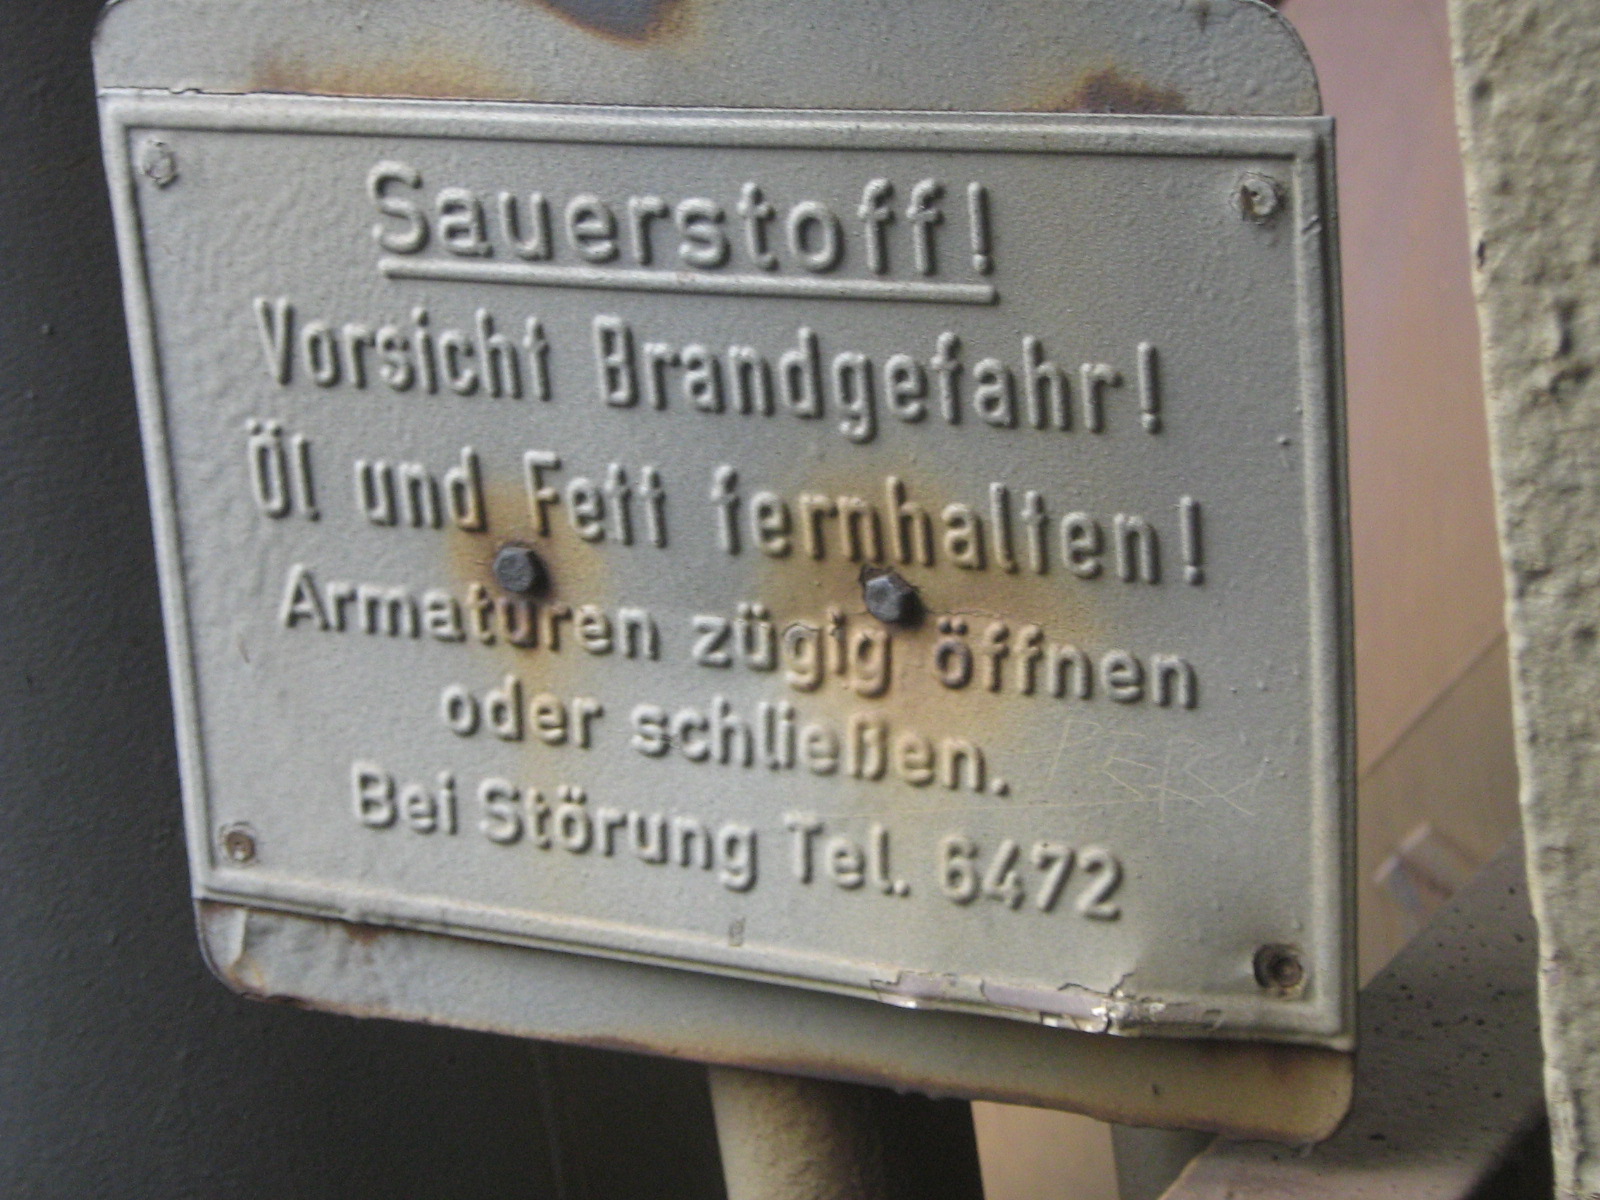 Sauerstoff!
Vorsicht Brandgefahr!
Öl und Fett fernhalten!
Armaturen zügig öffnen
oder schließen.
Bei Störung Tel. 6472